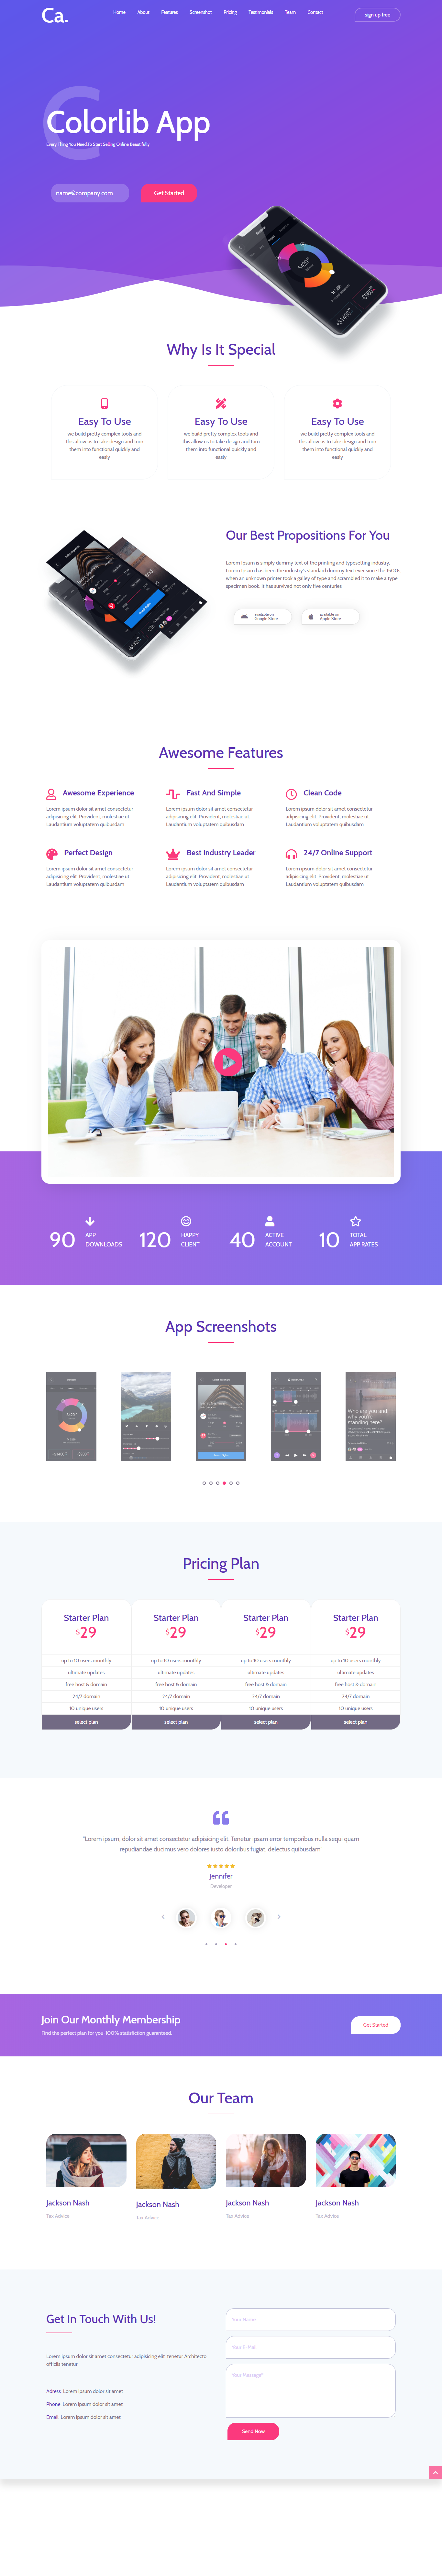 Ca.
Home About Features Screenshot Pricing Testimonials Team Contact
sign up free
C
Colorlib App
Every Thing You Need To Start Selling Online Beautifully
name@company.com
Get Started
Why Is It Special
Easy To Use
we build pretty complex tools and
this allow us to take design and turn
them into functional quickly and
easily
Easy To Use
we build pretty complex tools and
this allow us to take design and turn
them into functional quickly and
easily
Easy To Use
we build pretty complex tools and
this allow us to take design and turn
them into functional quickly and
easily
Our Best Propositions For You
Lorem Ipsum is simply dummy text of the printing and typesetting industry.
Lorem Ipsum has been the industry's standard dummy text ever since the 1500s,
when an unknown printer took a galley of type and scrambled it to make a type
specimen book. It has survived not only five centuries
available on
Google Store
available on
Apple Store
Awesome Features
Awesome Experience
Lorem ipsum dolor sit amet consectetur
adipisicing elit. Provident, molestiae ut.
Laudantium voluptatem quibusdam
Fast And Simple
Lorem ipsum dolor sit amet consectetur
adipisicing elit. Provident, molestiae ut.
Laudantium voluptatem quibusdam
Clean Code
Lorem ipsum dolor sit amet consectetur
adipisicing elit. Provident, molestiae ut.
Laudantium voluptatem quibusdam
Perfect Design
Lorem ipsum dolor sit amet consectetur
adipisicing elit. Provident, molestiae ut.
Laudantium voluptatem quibusdam
Best Industry Leader
Lorem ipsum dolor sit amet consectetur
adipisicing elit. Provident, molestiae ut.
Laudantium voluptatem quibusdam
24/7 Online Support
Lorem ipsum dolor sit amet consectetur
adipisicing elit. Provident, molestiae ut.
Laudantium voluptatem quibusdam
90
APP
DOWNLOADS
120
HAPPY
CLIENT
40
ACTIVE
ACCOUNT
10
TOTAL
APP RATES
App Screenshots
Who are you and
why you're
standing here?
Pricing Plan
Starter Plan
$29
up to 10 users monthly
ultimate updates
free host & domain
24/7 domain
10 unique users
select plan
Starter Plan
$29
up to 10 users monthly
ultimate updates
free host & domain
24/7 domain
10 unique users
select plan
Starter Plan
$29
up to 10 users monthly
ultimate updates
free host & domain
24/7 domain
10 unique users
select plan
Starter Plan
$29
up to 10 users monthly
ultimate updates
free host & domain
24/7 domain
10 unique users
select plan
"Lorem ipsum, dolor sit amet consectetur adipisicing elit. Tenetur ipsam error temporibus nulla sequi quam
repudiandae ducimus vero dolores iusto doloribus fugiat, delectus quibusdam"
Jennifer
Developer
Join Our Monthly Membership
Find the perfect plan for you-100% statisfiction guaranteed.
Get Started
Our Team
Jackson Nash
Tax Advice
Jackson Nash
Tax Advice
Jackson Nash
Tax Advice
Jackson Nash
Tax Advice
Get In Touch With Us!
Lorem ipsum dolor sit amet consectetur adipisicing elit. tenetur Architecto
officiis tenetur
Adress: Lorem ipsum dolor sit amet
Phone: Lorem ipsum dolor sit amet
Email: Lorem ipsum dolor sit amet
Your Name
Your E-Mail
Your Message*
Send Now